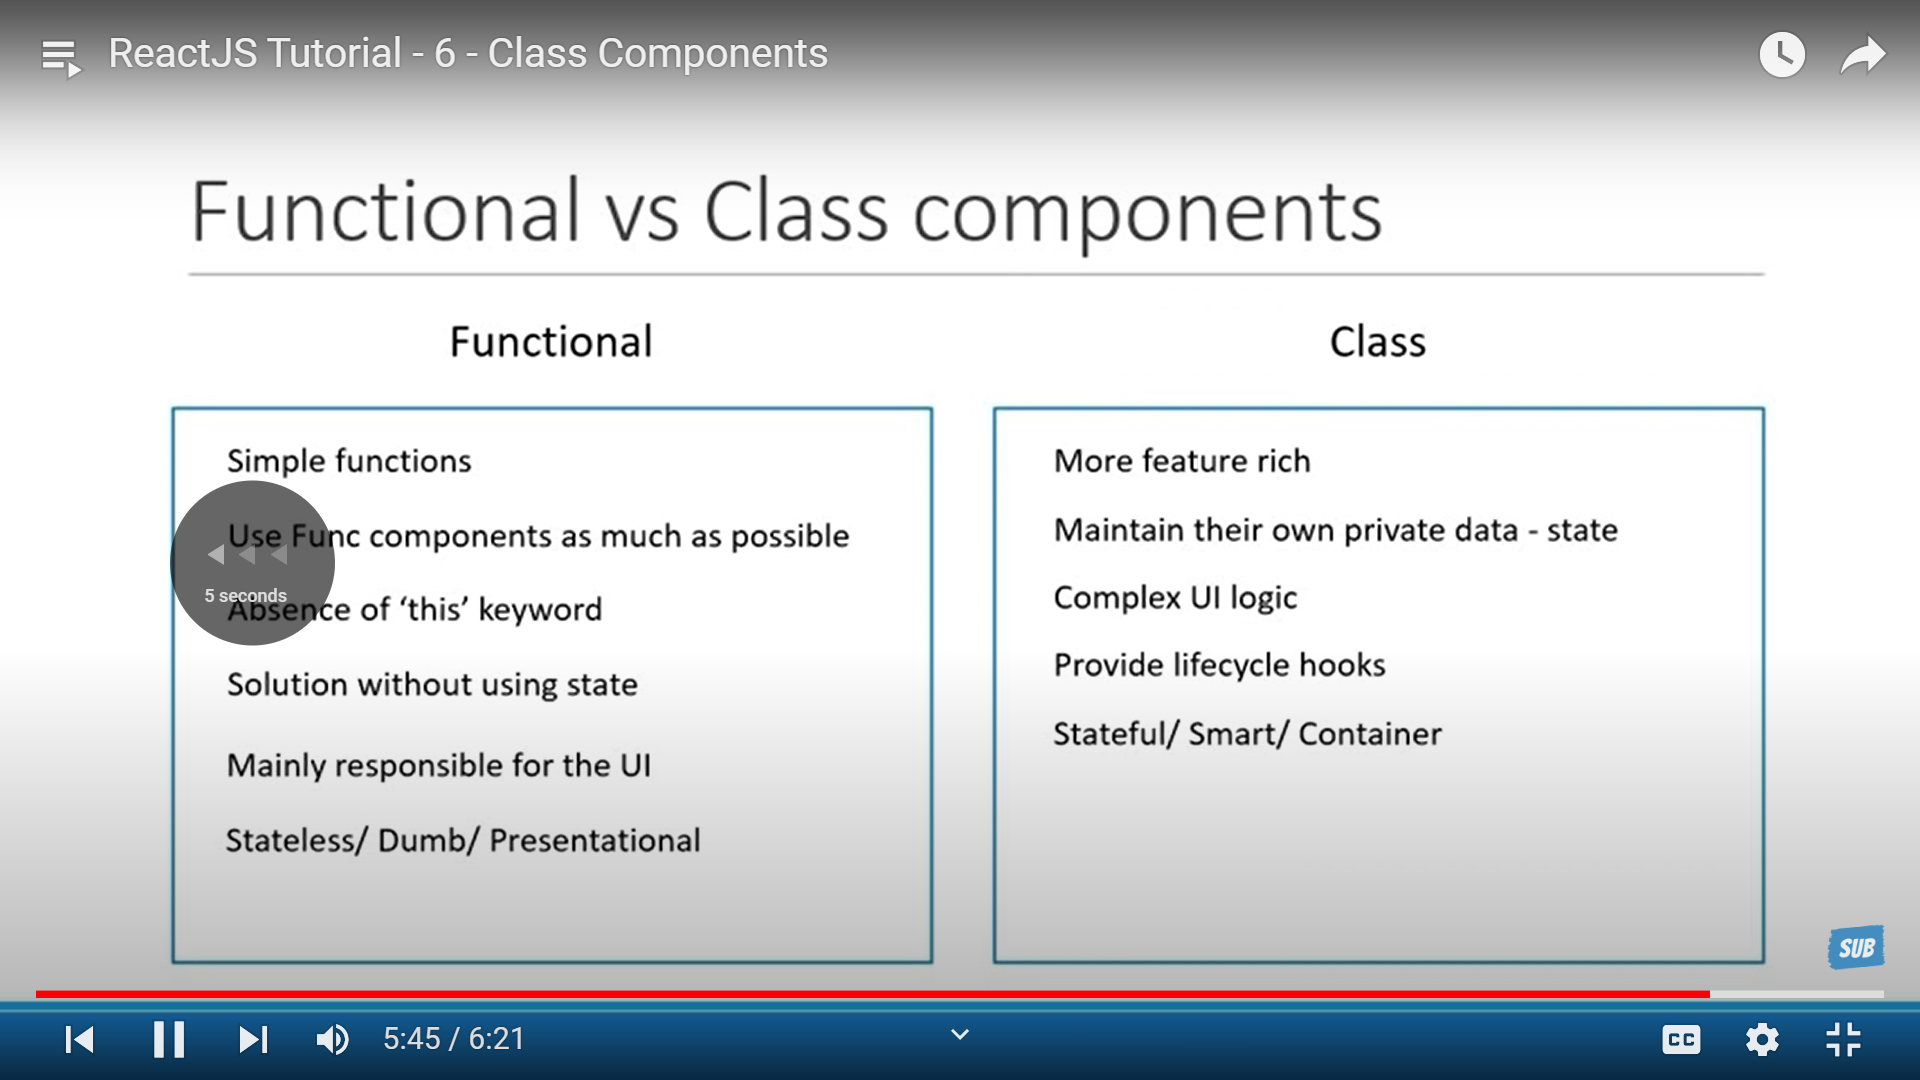 ReactJS Tutorial - 6 - Class Components
Functional vs Class components
Functional
Simple functions
Use Func components as much as possible
Absence of ‘this’ keyword
Solution without using state
Mainly responsible for the UI
Stateless/ Dumb/ Presentational
Class
More feature rich
Maintain their own private data - state
Complex UI logic
Provide lifecycle hooks
Stateful/ Smart/ Container
5 seconds
SUB
5:45 / 6:21
CC